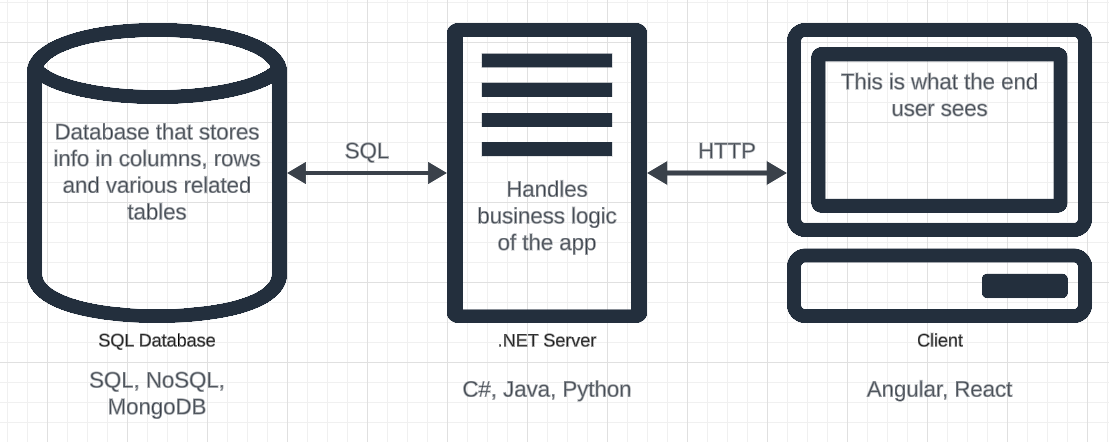 Database that stores
info in columns, rows
and various related
tables
SQL
Handles
business logic
of the app
HTTP
This is what the end
user sees
SQL Database
.NET Server
Client
SQL, NoSQL,
MongoDB
C#, Java, Python
Angular, React